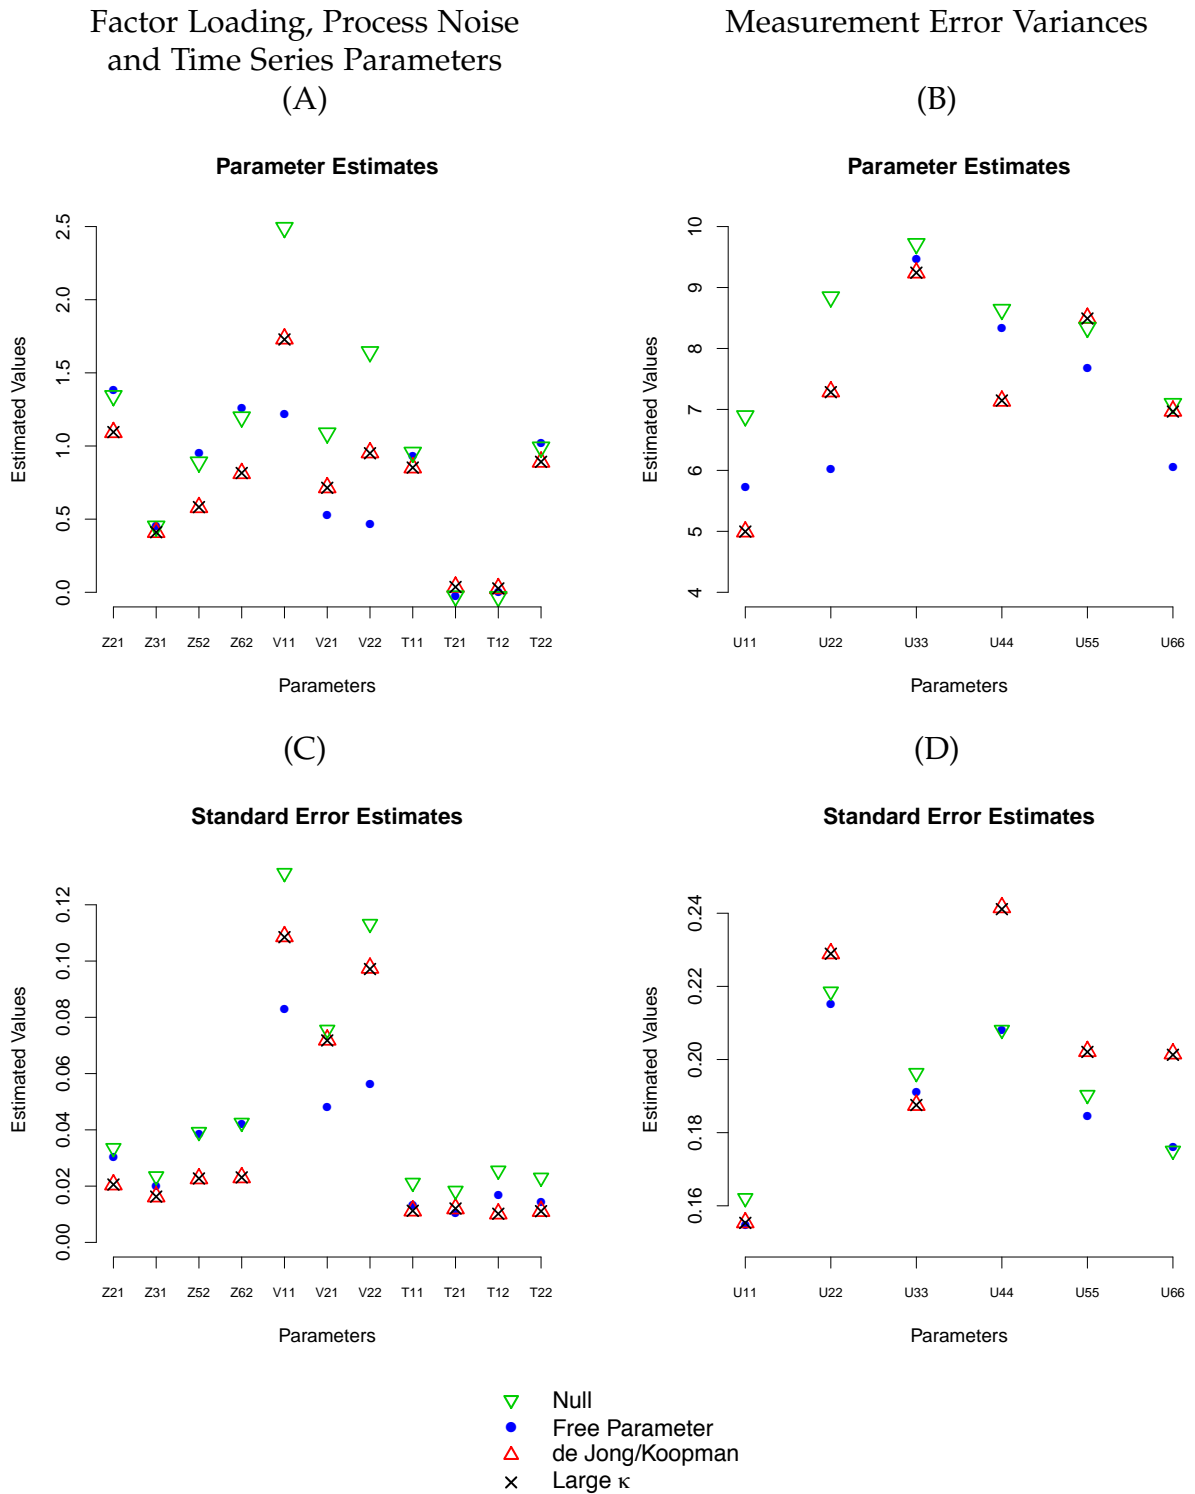 Factor Loading, Process Noise
and Time Series Parameters
(A)
Measurement Error Variances
(B)
Parameter Estimates
Estimated Values
2.5
2.0
1.5
1.0
0.5
0.0
Z21 Z31 Z52 Z62 V11 V21 V22 T11 T21 T12 T22
Parameters
Parameter Estimates
Estimated Values
10
9
8
7
6
5
4
U11 U22 U33 U44 U55 U66
Parameters
(C)
Standard Error Estimates
Estimated Values
0.12
0.10
0.08
0.06
0.04
0.02
0.00
Z21 Z31 Z52 Z62 V11 V21 V22 T11 T21 T12 T22
Parameters
(D)
Standard Error Estimates
Estimated Values
0.24
0.22
0.20
0.18
0.16
U11 U22 U33 U44 U55 U66
Parameters
Null
Free Parameter
de Jong/Koopman
Large κ